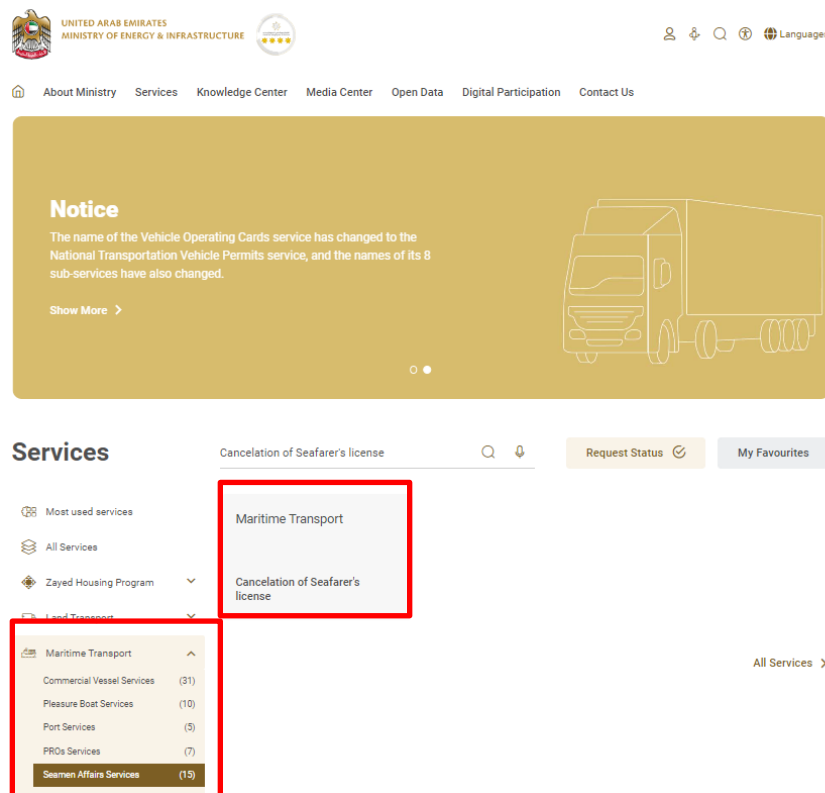 UNITED ARAB EMIRATES
MINISTRY OF ENERGY & INFRASTRUCTURE
Language
About Ministry Services Knowledge Center Media Center Open Data Digital Participation Contact Us
Notice
The name of the Vehicle Operating Cards service has changed to the
National Transportation Vehicle Permits service, and the names of its 8
sub-services have also changed.
Show More
Services
Cancelation of Seafarer's license
Request Status
My Favourites
Most used services
All Services
Zayed Housing Program
Land Transport
Maritime Transport
Commercial Vessel Services (31)
Pleasure Boat Services (10)
Port Services (5)
PROs Services (7)
Seamen Affairs Services (15)
Maritime Transport
Cancelation of Seafarer's
license
All Services